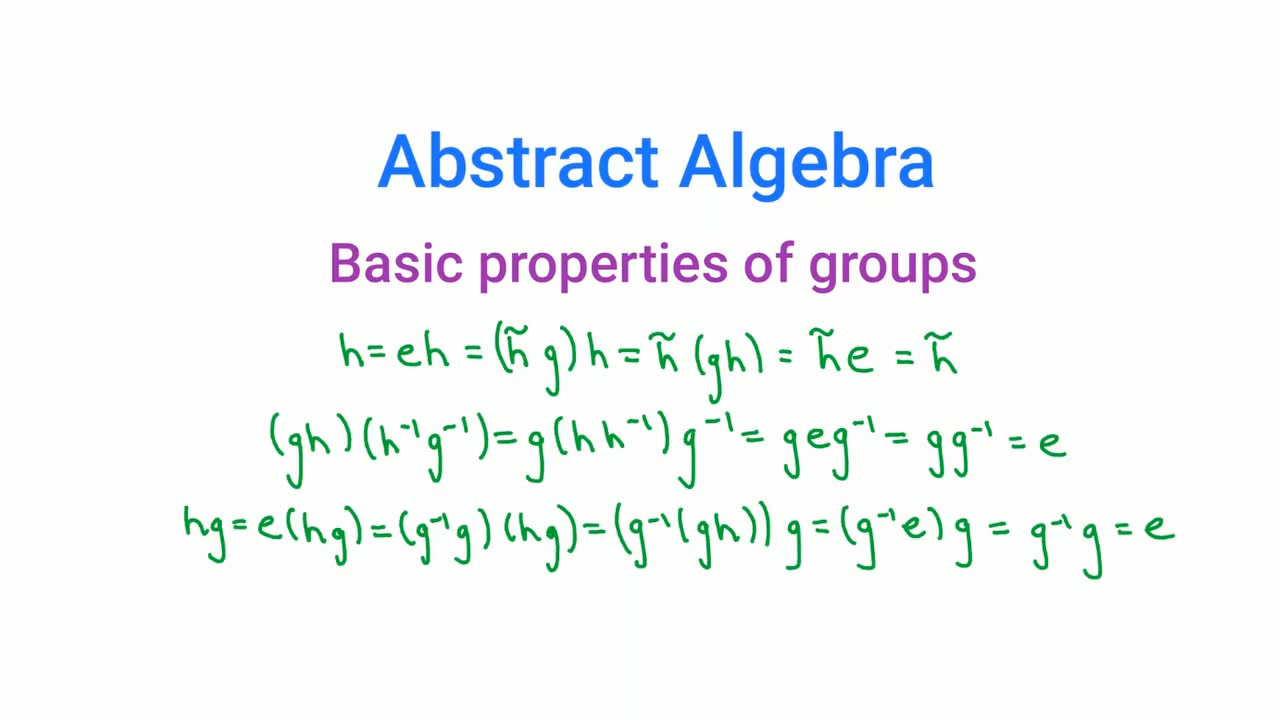 Abstract Algebra
Basic properties of groups
h = eh = (h̃ g) h = h̃ (gh) = h̃ e = h̃
(gh)(h⁻¹g⁻¹) = g(hh⁻¹)g⁻¹ = geg⁻¹ = gg⁻¹ = e
hg = e(hg) = (g⁻¹g)(hg) = (g⁻¹(gh))g = (g⁻¹e)g = g⁻¹g = e